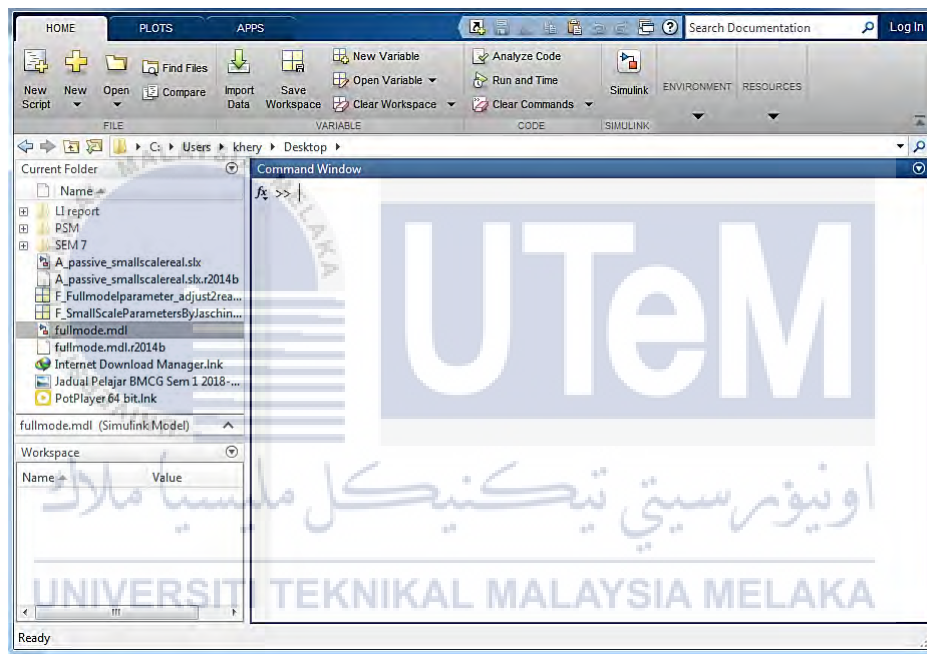 HOME PLOTS APPS Search Documentation Log In
New Script New Open Find Files Compare Import Data Save Workspace New Variable Open Variable Clear Workspace Analyze Code Run and Time Clear Commands Simulink ENVIRONMENT RESOURCES
FILE VARIABLE CODE SIMULINK
C: Users khery Desktop
Current Folder
Name
LI report
PSM
SEM 7
A_passive_smallscalereal.slx
A_passive_smallscalereal.slx.r2014b
F_Fullmodelparameter_adjust2rea...
F_SmallScaleParametersByJaschin...
fullmode.mdl
fullmode.mdl.r2014b
Internet Download Manager.lnk
Jadual Pelajar BMCG Sem 1 2018-...
PotPlayer 64 bit.lnk
fullmode.mdl (Simulink Model)
Workspace
Name Value
Command Window
fx >>
UTeM
اونيۏرسيتي تيكنيكل مليسيا ملاك
UNIVERSITI TEKNIKAL MALAYSIA MELAKA
Ready